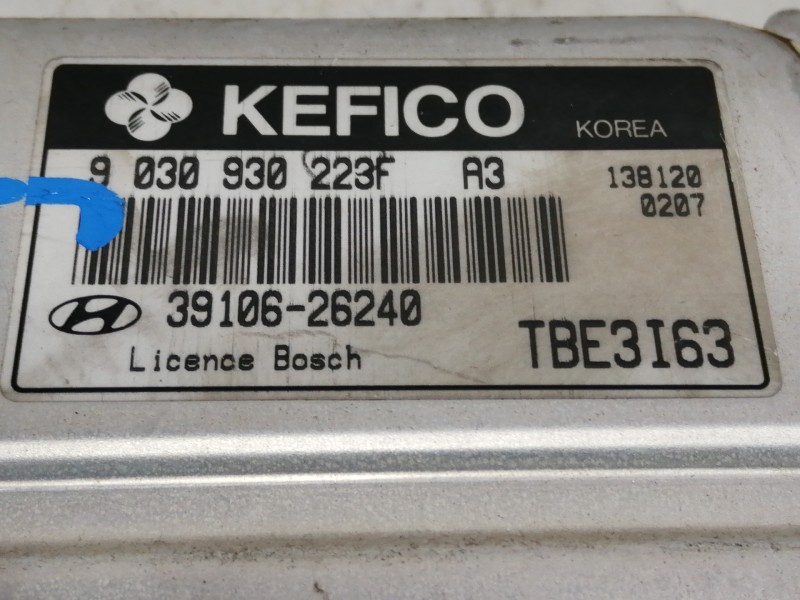 KEFICO KOREA
9 030 930 223F A3 138120
0207
39106-26240
Licence Bosch TBE3I63